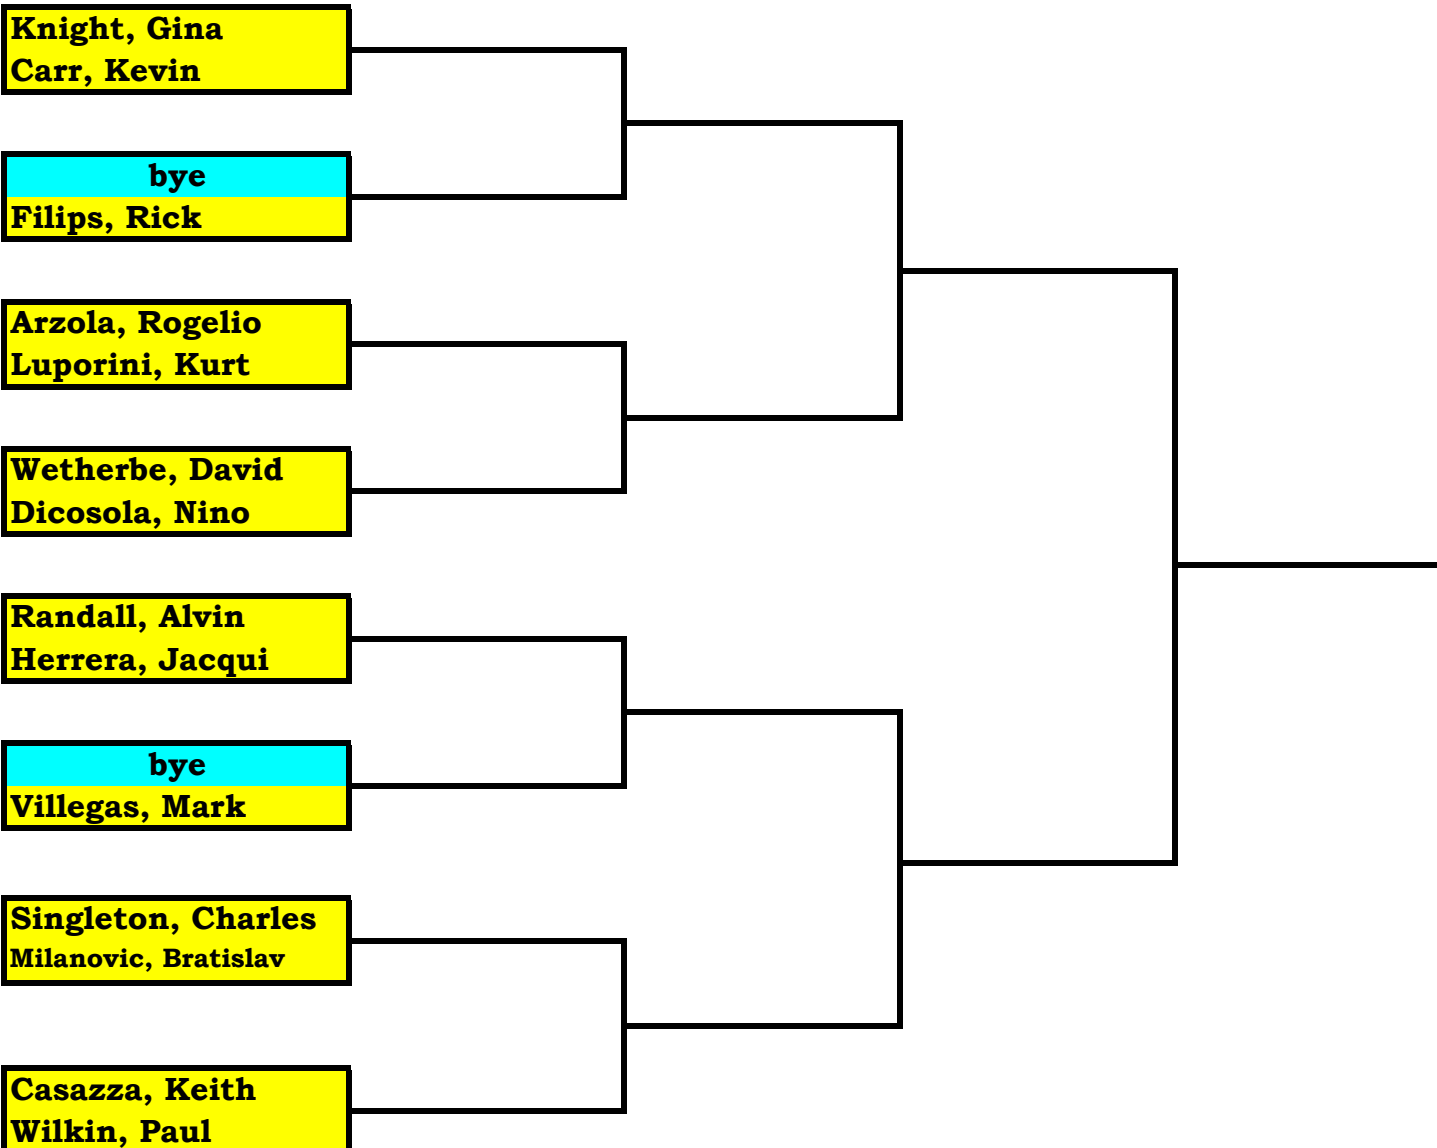 Knight, Gina
Carr, Kevin
bye
Filips, Rick
Arzola, Rogelio
Luporini, Kurt
Wetherbe, David
Dicosola, Nino
Randall, Alvin
Herrera, Jacqui
bye
Villegas, Mark
Singleton, Charles
Milanovic, Bratislav
Casazza, Keith
Wilkin, Paul